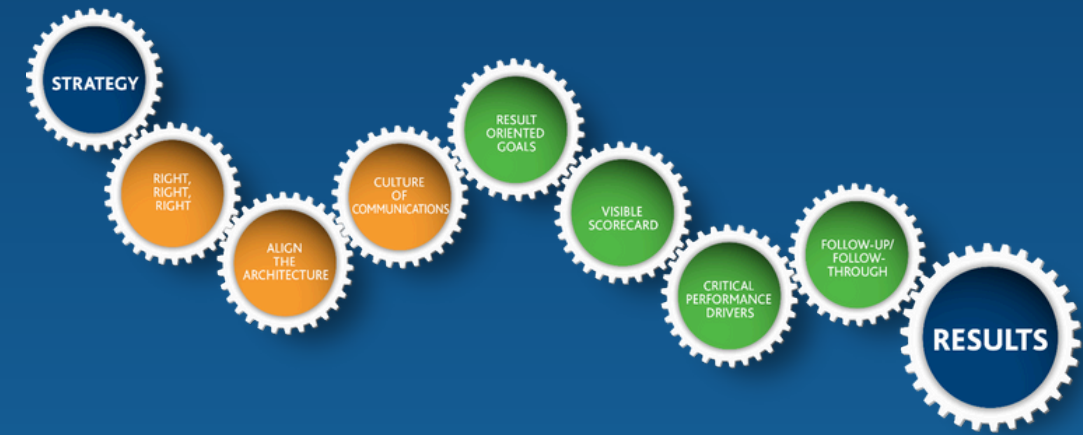 STRATEGY
RIGHT,
RIGHT,
RIGHT
ALIGN
THE
ARCHITECTURE
CULTURE
OF
COMMUNICATIONS
RESULT
ORIENTED
GOALS
VISIBLE
SCORECARD
CRITICAL
PERFORMANCE
DRIVERS
FOLLOW-UP/
FOLLOW-
THROUGH
RESULTS